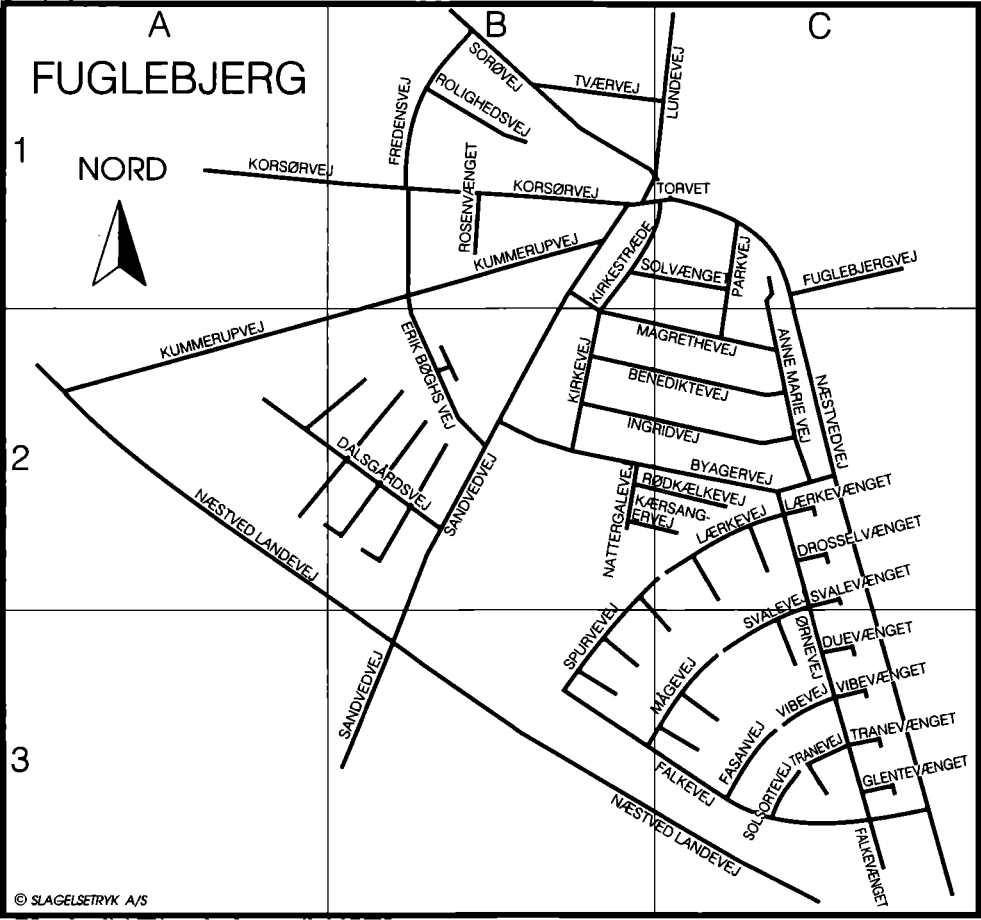 A
B
C
FUGLEBJERG
SORØVEJ
TVÆRVEJ
LUNDEVEJ
ROLIGHEDSVEJ
FREDENSVEJ
1
NORD
KORSØRVEJ
ROSENVÆNGET
KORSØRVEJ
TORVET
KUMMERUPVEJ
KIRKESTRÆDE
SOLVÆNGET
PARKVEJ
FUGLEBJERGVEJ
KUMMERUPVEJ
ERIK BØGHS VEJ
KIRKEVEJ
MAGRETHEVEJ
ANNE MARIE VEJ
NÆSTVEDVEJ
BENEDIKTEVEJ
INGRIDVEJ
2
DALSGÅRDSVEJ
SANDVEDVEJ
BYAGERVEJ
NATTERGALEVEJ
RØDKÆLKEVEJ
KÆRSANG-
ERVEJ
LÆRKEVEJ
LÆRKEVÆNGET
NÆSTVED LANDEVEJ
DROSSELVÆNGET
SVALEVEJ
SVALEVÆNGET
SPURVEVEJ
ØRNEVEJ
DUEVÆNGET
SANDVEDVEJ
MÅGEVEJ
VIBEVEJ
VIBEVÆNGET
3
FASANVEJ
TRANEVEJ
TRANEVÆNGET
FALKEVEJ
SOLSORTEVEJ
GLENTEVÆNGET
NÆSTVED LANDEVEJ
FALKEVÆNGET
© SLAGELSETRYK A/S